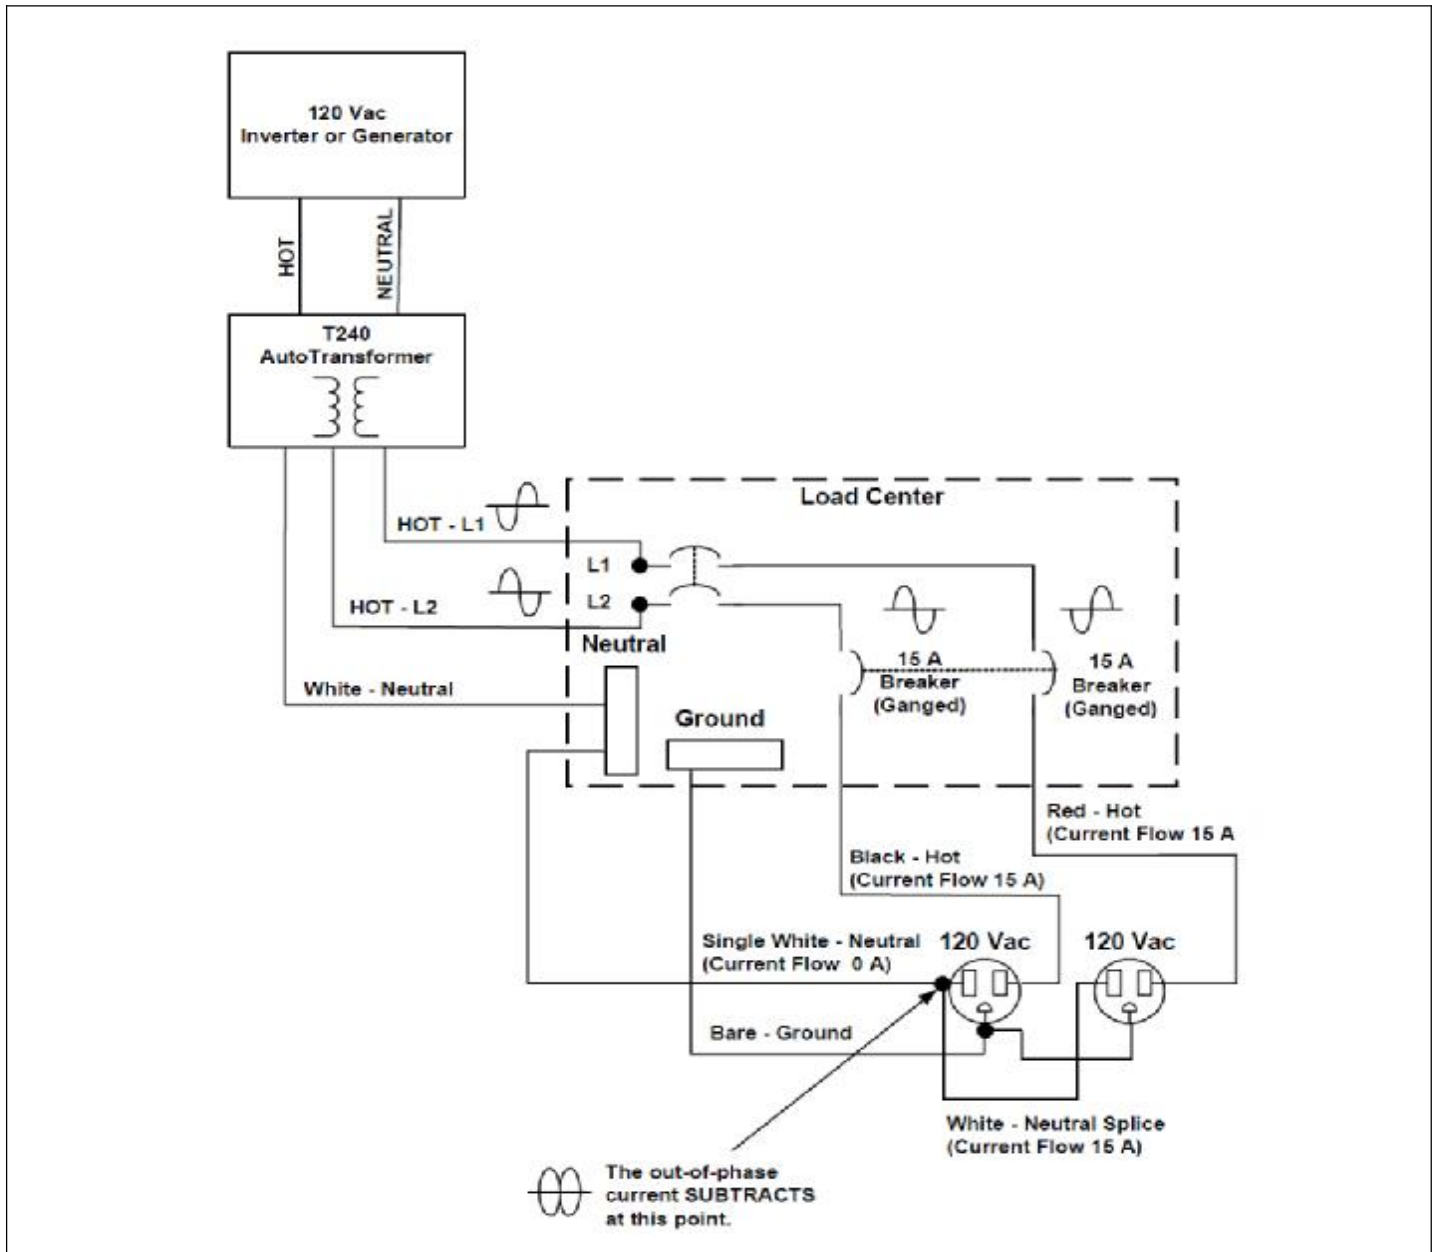 120 Vac
Inverter or Generator
HOT
NEUTRAL
T240
AutoTransformer
Load Center
HOT - L1
L1
HOT - L2
L2
Neutral
15 A
Breaker
(Ganged)
15 A
Breaker
(Ganged)
White - Neutral
Ground
Red - Hot
(Current Flow 15 A
Black - Hot
(Current Flow 15 A)
Single White - Neutral
(Current Flow 0 A)
120 Vac
120 Vac
Bare - Ground
White - Neutral Splice
(Current Flow 15 A)
The out-of-phase
current SUBTRACTS
at this point.